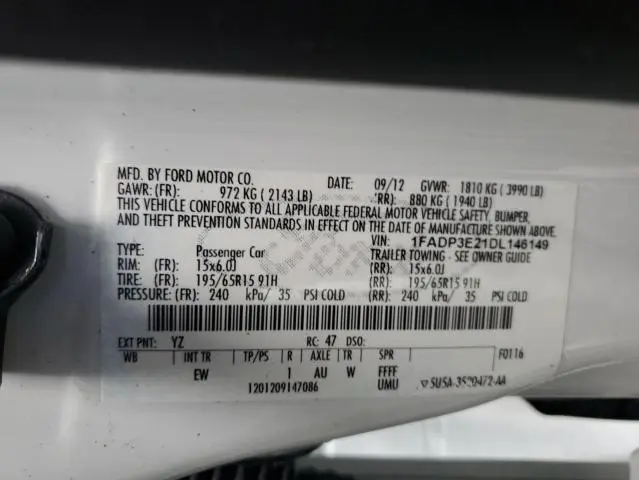 MFD. BY FORD MOTOR CO.
DATE: 09/12 GVWR: 1810 KG ( 3990 LB)
GAWR: (FR): 972 KG ( 2143 LB) (RR): 880 KG ( 1940 LB)
THIS VEHICLE CONFORMS TO ALL APPLICABLE FEDERAL MOTOR VEHICLE SAFETY, BUMPER,
AND THEFT PREVENTION STANDARDS IN EFFECT ON THE DATE OF MANUFACTURE SHOWN ABOVE.
VIN: 1FADP3E21DL146149
TYPE: Passenger Car TRAILER TOWING - SEE OWNER GUIDE
RIM: (FR): 15x6.0J (RR): 15x6.0J
TIRE: (FR): 195/65R15 91H (RR): 195/65R15 91H
PRESSURE: (FR): 240 kPa/ 35 PSI COLD (RR): 240 kPa/ 35 PSI COLD
EXT PNT: YZ RC: 47 DSO: F0116
WB INT TR TP/PS R AXLE TR SPR
EW 1 AU W FFFF
1201209147086 UMU